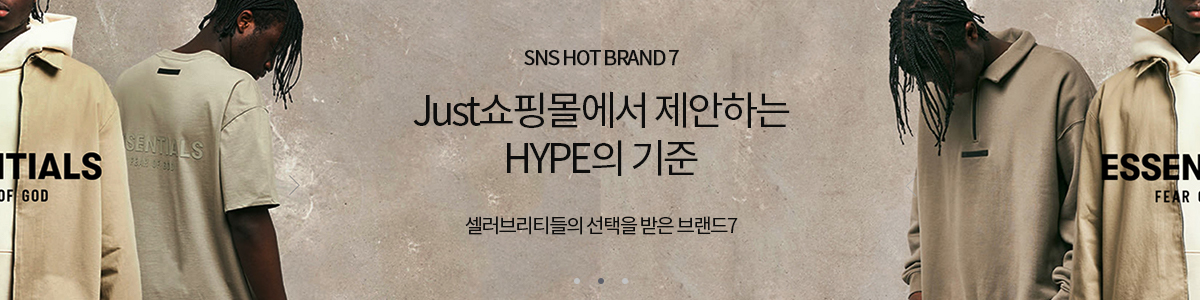 SNS HOT BRAND 7
Just쇼핑몰에서 제안하는
HYPE의 기준
셀러브리티들의 선택을 받은 브랜드7
NTIALS
OF GOD
SENTIALS
FEAR OF GOD
ESSEN
FEAR